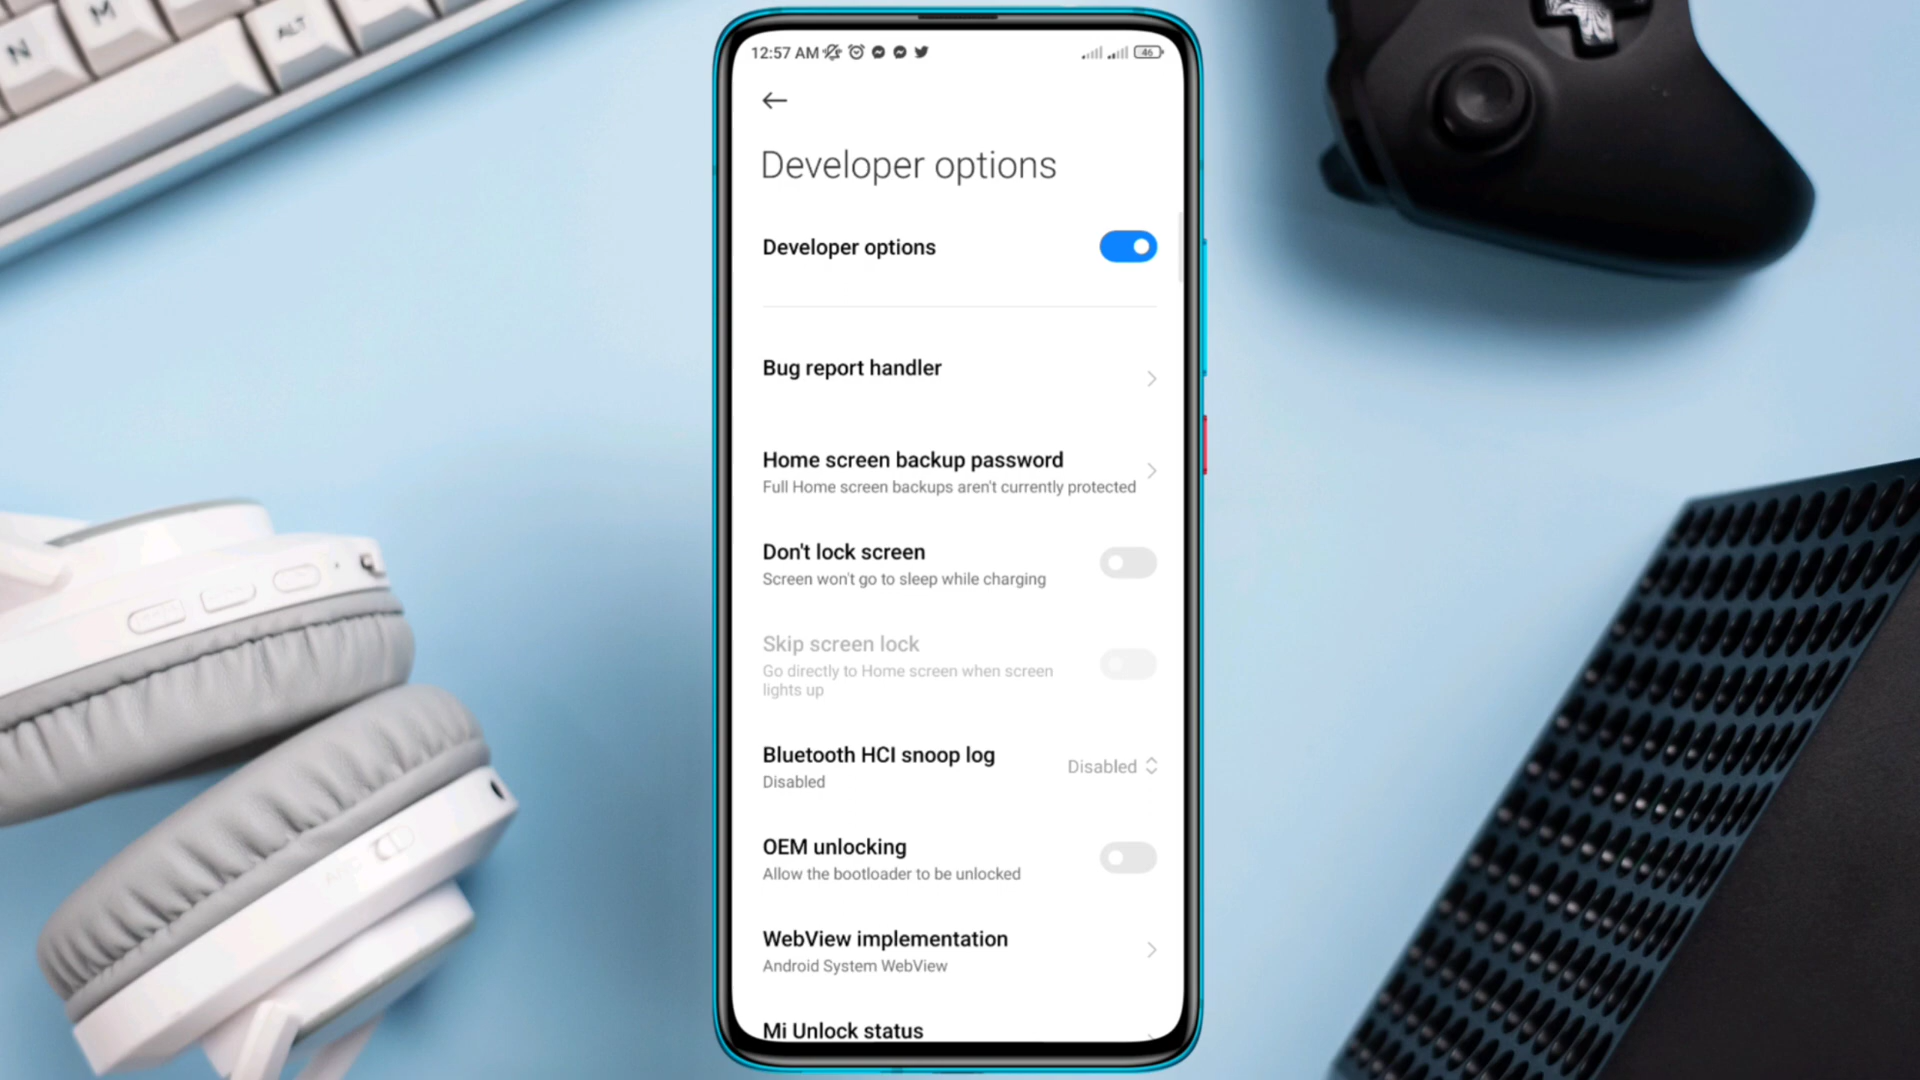 N
M
ALT
12:57 AM
46
Developer options
Developer options
Bug report handler
Home screen backup password
Full Home screen backups aren't currently protected
Don't lock screen
Screen won't go to sleep while charging
Skip screen lock
Go directly to Home screen when screen
lights up
Bluetooth HCI snoop log
Disabled
Disabled
OEM unlocking
Allow the bootloader to be unlocked
WebView implementation
Android System WebView
Mi Unlock status